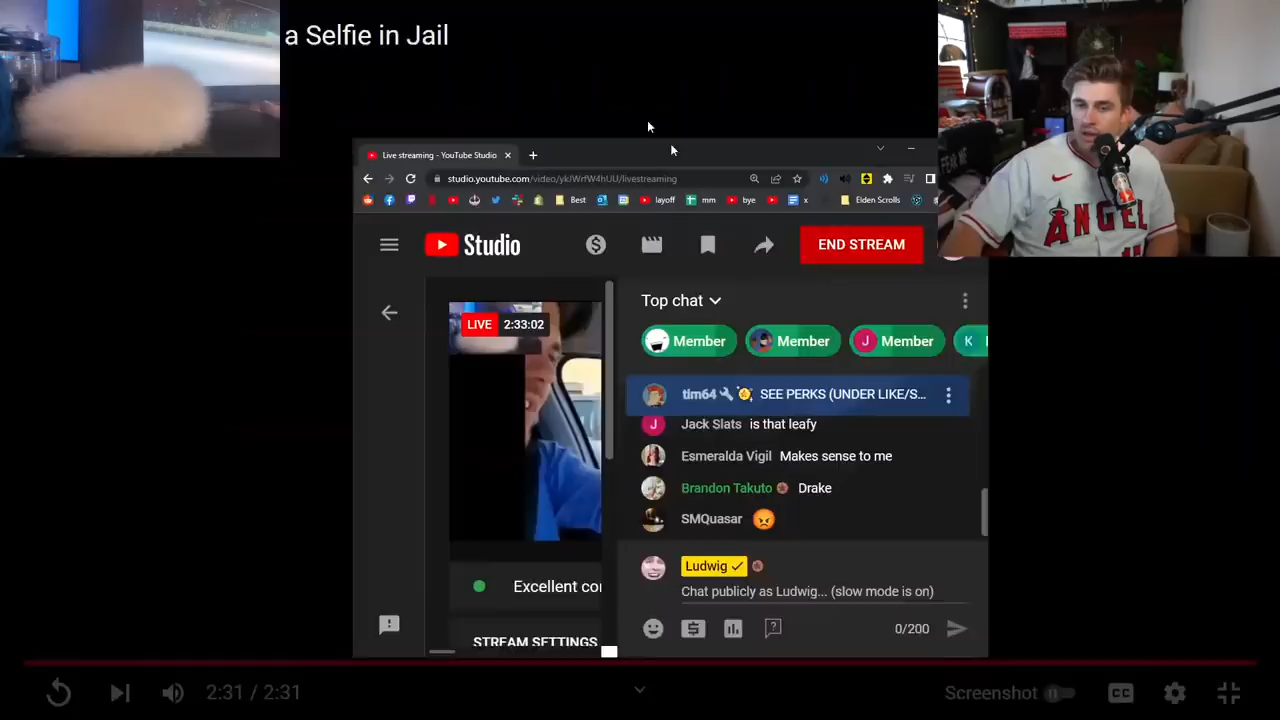 a Selfie in Jail
Live streaming - YouTube Studio
studio.youtube.com/video/ykJWrfW4hUU/livestreaming
Best
layoff
mm
bye
x
Elden Scrolls
Studio
END STREAM
LIVE 2:33:02
Top chat
Member
Member
J Member
K
tim64 SEE PERKS (UNDER LIKE/S...
J Jack Slats is that leafy
Esmeralda Vigil Makes sense to me
Brandon Takuto Drake
SMQuasar 😡
Ludwig
Chat publicly as Ludwig... (slow mode is on)
0/200
Excellent co
STREAM SETTINGS
2:31 / 2:31
Screenshot
CC
ANGEL